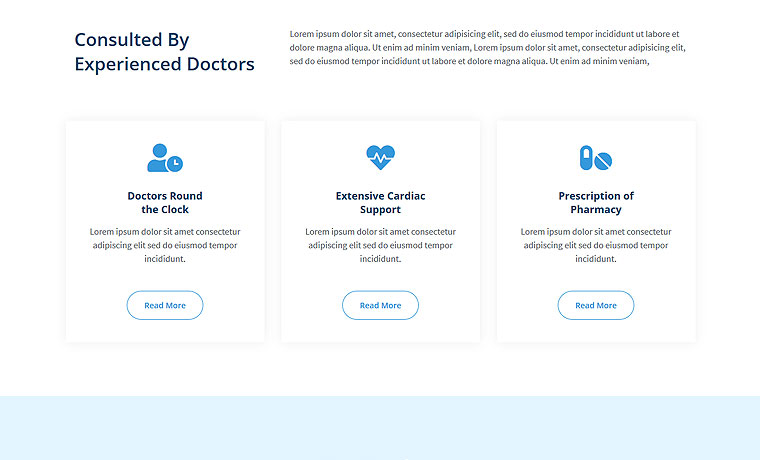 Consulted By
Experienced Doctors
Lorem ipsum dolor sit amet, consectetur adipisicing elit, sed do eiusmod tempor incididunt ut labore et
dolore magna aliqua. Ut enim ad minim veniam, Lorem ipsum dolor sit amet, consectetur adipisicing elit,
sed do eiusmod tempor incididunt ut labore et dolore magna aliqua. Ut enim ad minim veniam,
Doctors Round
the Clock
Lorem ipsum dolor sit amet consectetur
adipiscing elit sed do eiusmod tempor
incididunt.
Read More
Extensive Cardiac
Support
Lorem ipsum dolor sit amet consectetur
adipiscing elit sed do eiusmod tempor
incididunt.
Read More
Prescription of
Pharmacy
Lorem ipsum dolor sit amet consectetur
adipiscing elit sed do eiusmod tempor
incididunt.
Read More